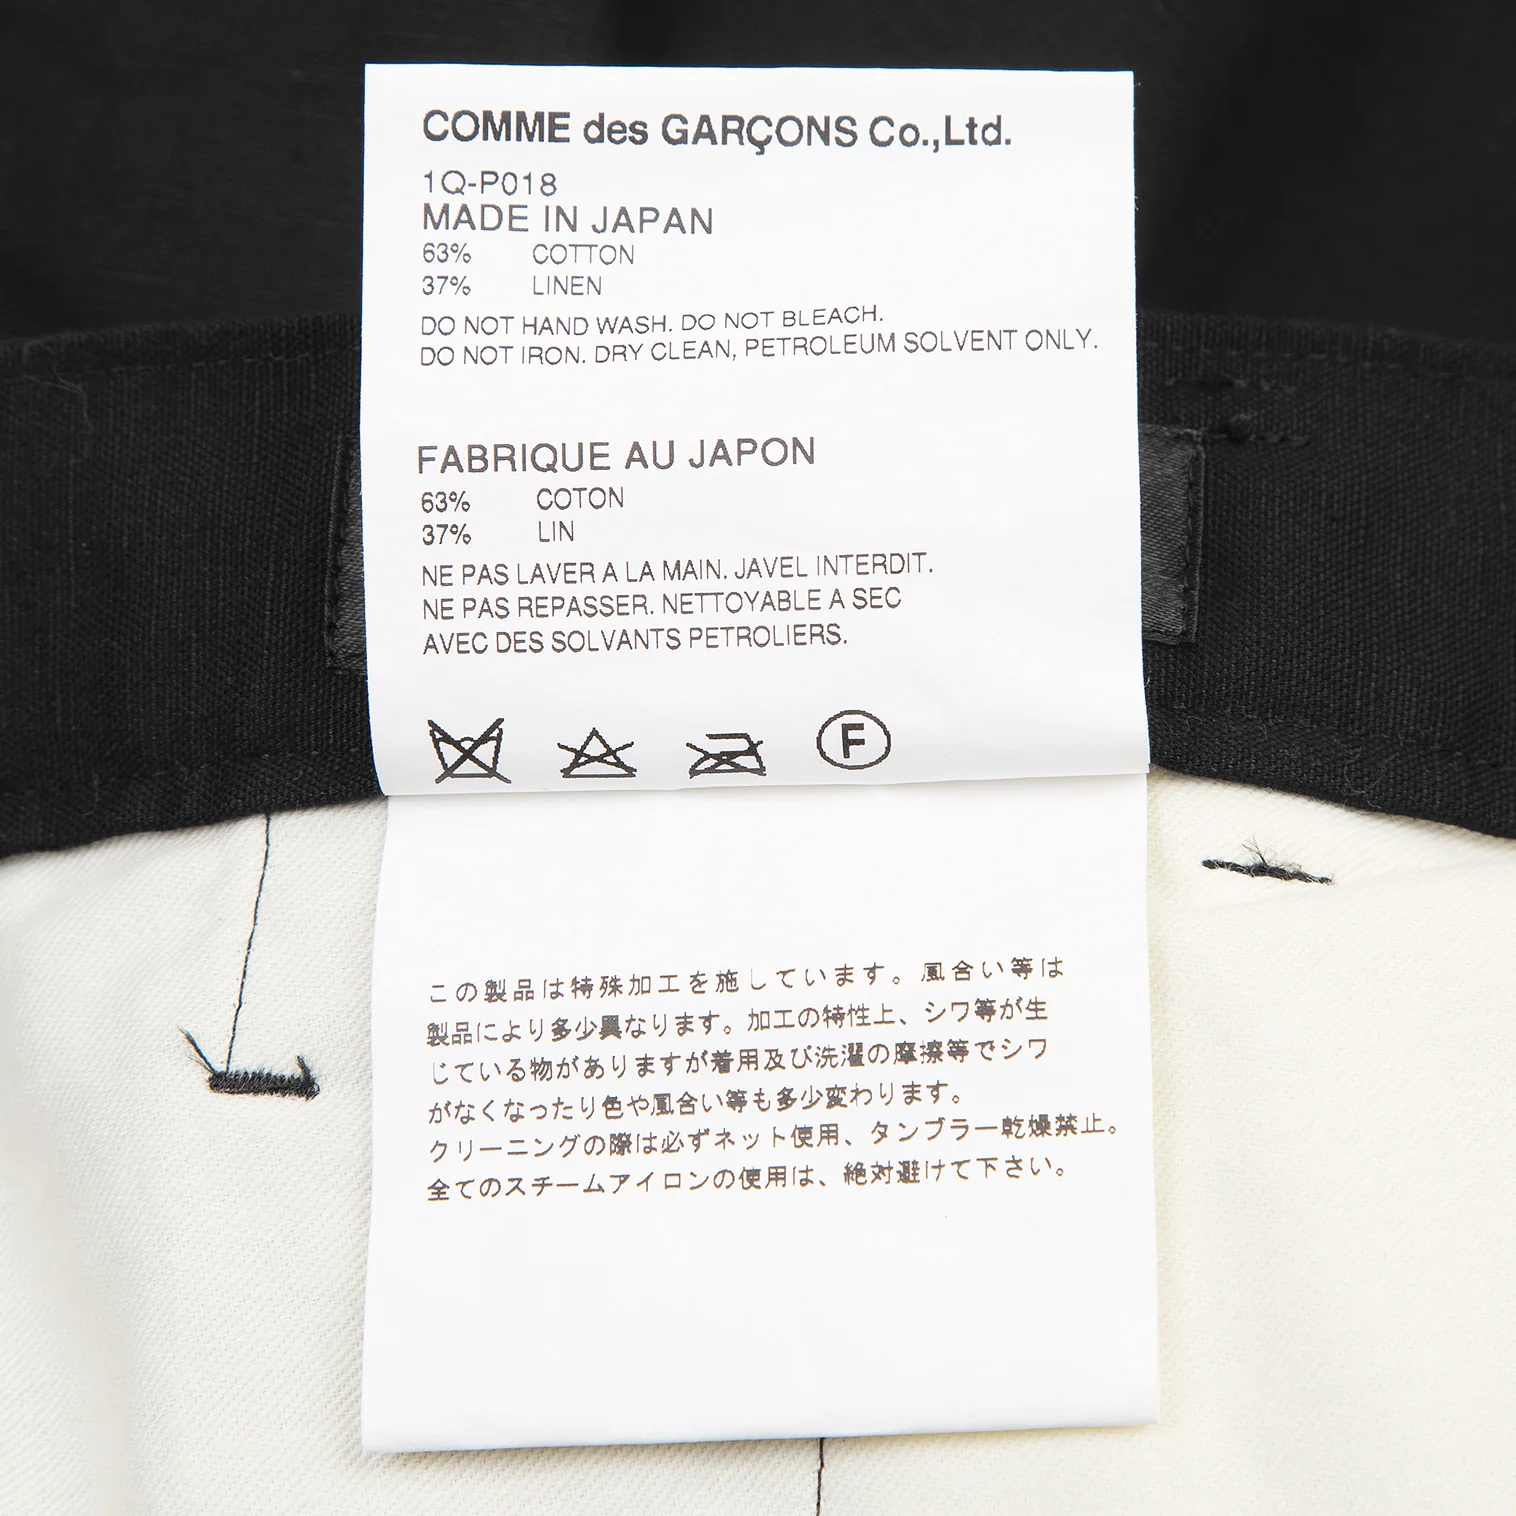 COMME des GARÇONS Co.,Ltd.
1Q-P018
MADE IN JAPAN
63% COTTON
37% LINEN
DO NOT HAND WASH. DO NOT BLEACH.
DO NOT IRON. DRY CLEAN, PETROLEUM SOLVENT ONLY.
FABRIQUE AU JAPON
63% COTON
37% LIN
NE PAS LAVER A LA MAIN. JAVEL INTERDIT.
NE PAS REPASSER. NETTOYABLE A SEC
AVEC DES SOLVANTS PETROLIERS.
F
この製品は特殊加工を施しています。風合い等は
製品により多少異なります。加工の特性上、シワ等が生
じている物がありますが着用及び洗濯の摩擦等でシワ
がなくなったり色や風合い等も多少変わります。
クリーニングの際は必ずネット使用、タンブラー乾燥禁止。
全てのスチームアイロンの使用は、絶対避けて下さい。